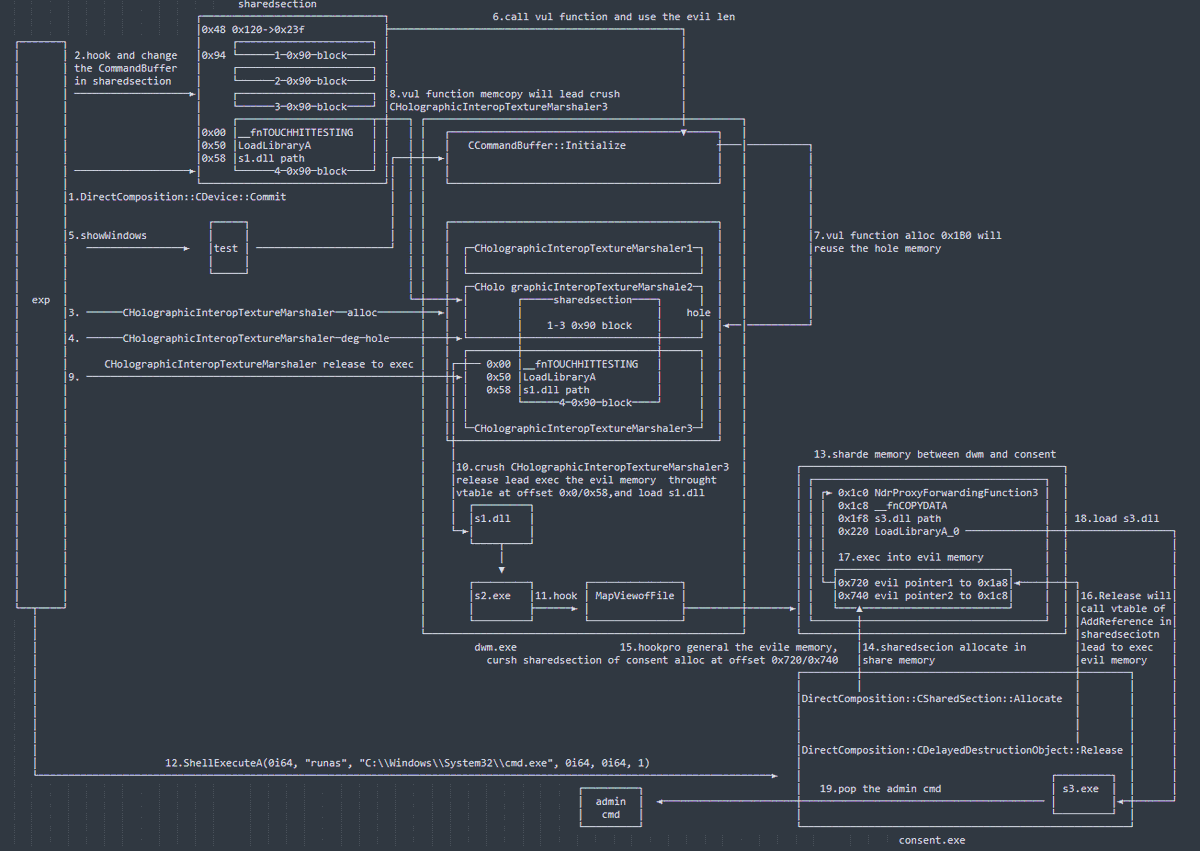 sharedsection
6.call vul function and use the evil len
0x48 0x120->0x23f
2.hook and change
the CommandBuffer
in sharedsection
0x94
1-0x90-block
2-0x90-block
3-0x90-block
8.vul function memcopy will lead crush
CHolographicInteropTextureMarshaler3
0x00 __fnTOUCHHITTESTING
0x50 LoadLibraryA
0x58 s1.dll path
4-0x90-block
CCommandBuffer::Initialize
1.DirectComposition::CDevice::Commit
5.showWindows
test
7.vul function alloc 0x1B0 will
reuse the hole memory
CHolographicInteropTextureMarshaler1
CHolo graphicInteropTextureMarshale2
exp
sharedsection
hole
3. CHolographicInteropTextureMarshaler alloc
1-3 0x90 block
4. CHolographicInteropTextureMarshaler-deg-hole
CHolographicInteropTextureMarshaler release to exec
9.
0x00 __fnTOUCHHITTESTING
0x50 LoadLibraryA
0x58 s1.dll path
4-0x90-block
CHolographicInteropTextureMarshaler3
13.sharde memory between dwm and consent
10.crush CHolographicInteropTextureMarshaler3
release lead exec the evil memory throught
vtable at offset 0x0/0x58,and load s1.dll
0x1c0 NdrProxyForwardingFunction3
0x1c8 __fnCOPYDATA
0x1f8 s3.dll path
0x220 LoadLibraryA_0
18.load s3.dll
s1.dll
17.exec into evil memory
0x720 evil pointer1 to 0x1a8
0x740 evil pointer2 to 0x1c8
s2.exe
11.hook
MapViewofFile
16.Release will
call vtable of
AddReference in
sharedseciotn
lead to exec
evil memory
dwm.exe
15.hookpro general the evile memory,
cursh sharedsection of consent alloc at offset 0x720/0x740
14.sharedsecion allocate in
share memory
DirectComposition::CSharedSection::Allocate
DirectComposition::CDelayedDestructionObject::Release
12.ShellExecuteA(0i64, "runas", "C:\\Windows\\System32\\cmd.exe", 0i64, 0i64, 1)
19.pop the admin cmd
s3.exe
admin
cmd
consent.exe